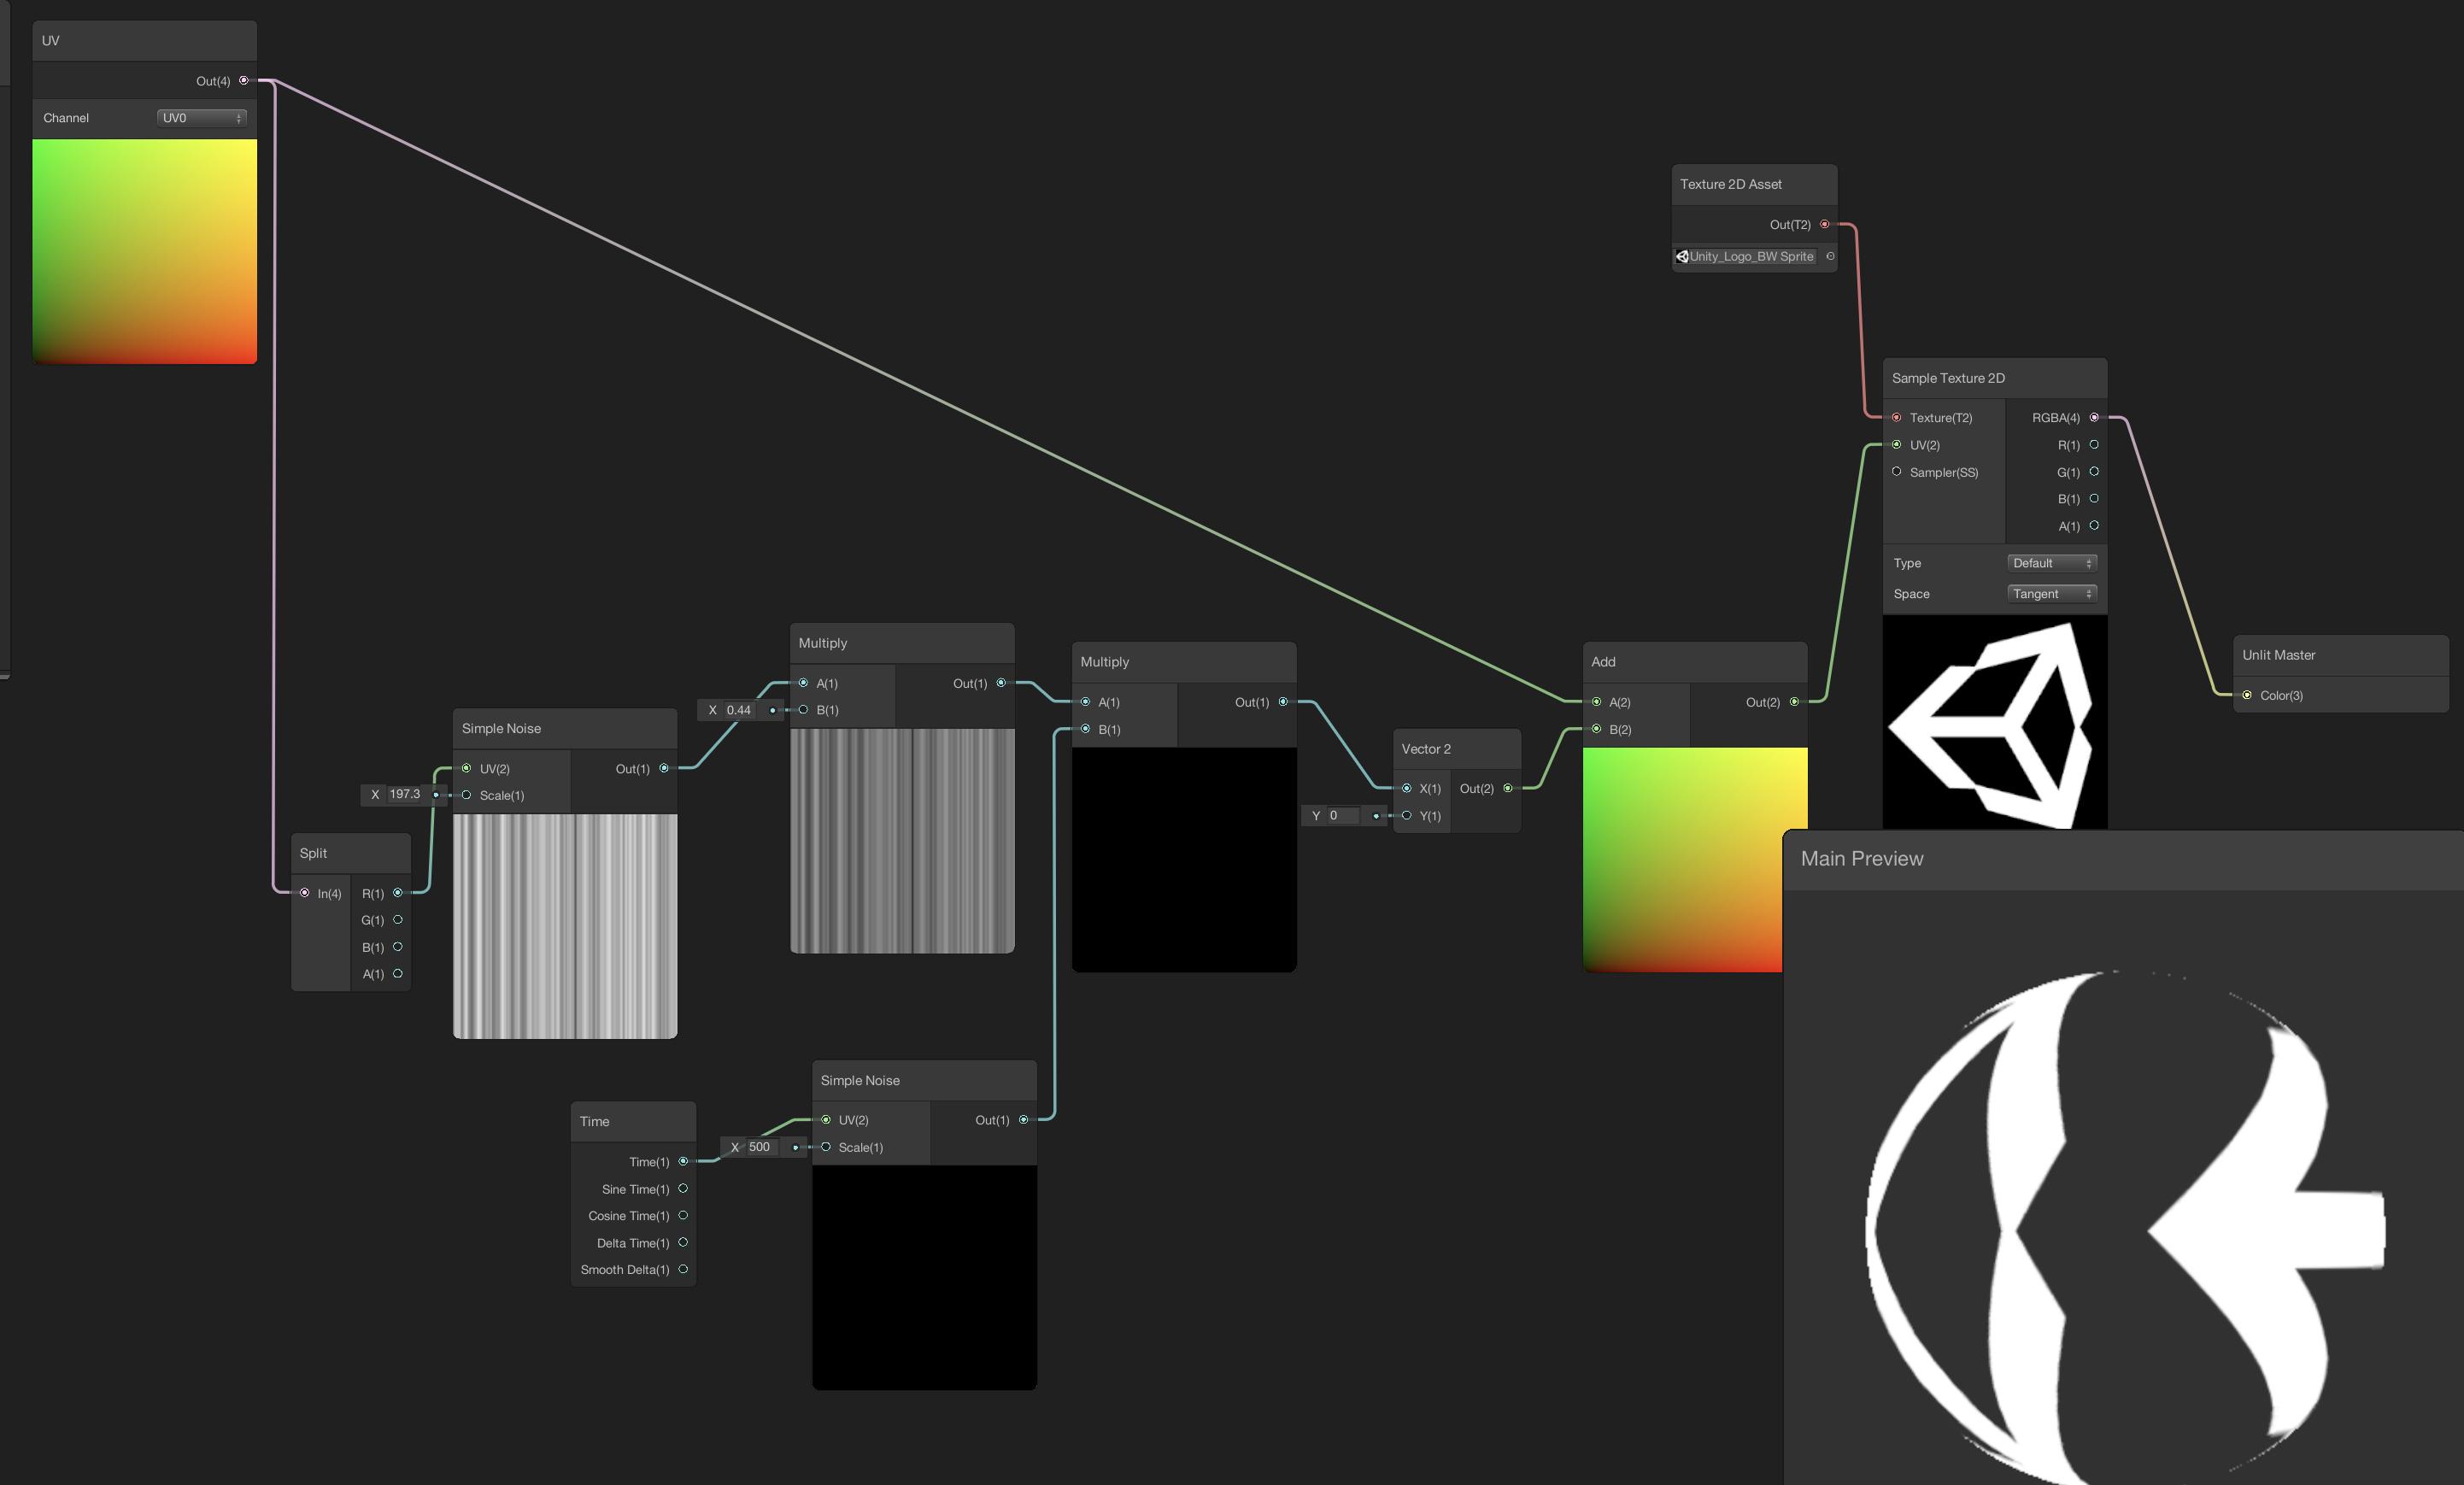 UV
Out(4)
Channel
UV0
Texture 2D Asset
Out(T2)
Unity_Logo_BW Sprite
Sample Texture 2D
Texture(T2)
RGBA(4)
UV(2)
R(1)
Sampler(SS)
G(1)
B(1)
A(1)
Type
Default
Space
Tangent
Unlit Master
Color(3)
Multiply
A(1)
Out(1)
X 0.44
B(1)
Multiply
A(1)
Out(1)
B(1)
Add
A(2)
Out(2)
B(2)
Simple Noise
UV(2)
Out(1)
X 197.3
Scale(1)
Vector 2
X(1)
Out(2)
Y 0
Y(1)
Split
In(4)
R(1)
G(1)
B(1)
A(1)
Main Preview
Simple Noise
UV(2)
Out(1)
X 500
Scale(1)
Time
Time(1)
Sine Time(1)
Cosine Time(1)
Delta Time(1)
Smooth Delta(1)